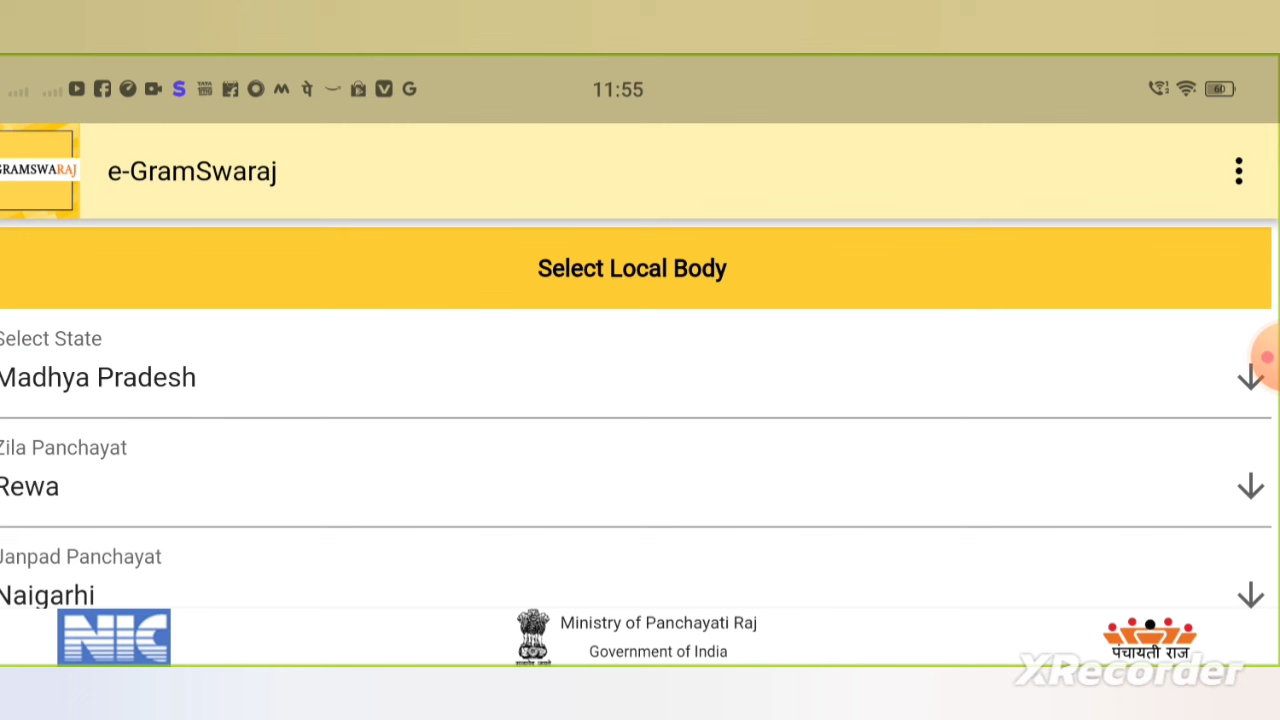 11:55
60
GRAMSWARAJ
e-GramSwaraj
Select Local Body
Select State
Madhya Pradesh
Zila Panchayat
Rewa
Janpad Panchayat
Naigarhi
NIC
Ministry of Panchayati Raj
Government of India
पंचायती राज
XRecorder